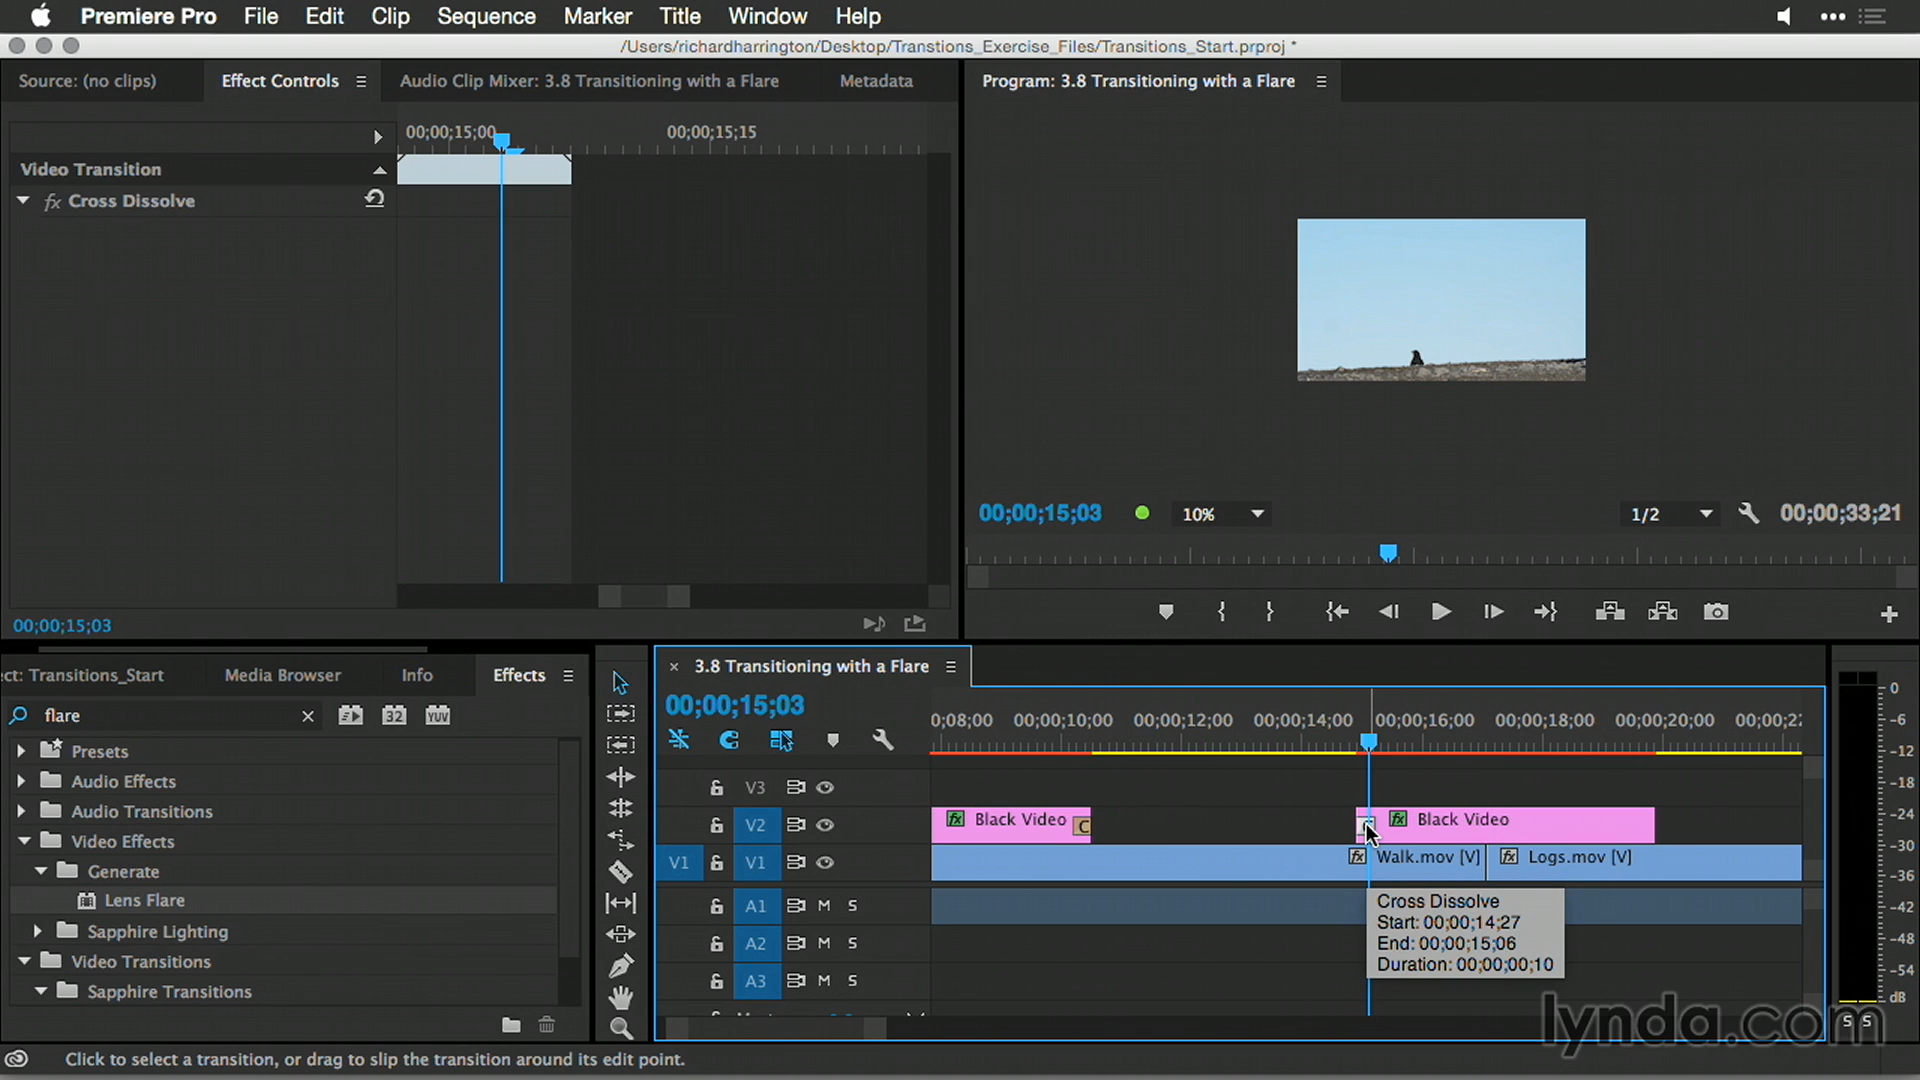 Premiere Pro File Edit Clip Sequence Marker Title Window Help
/Users/richardharrington/Desktop/Transtions_Exercise_Files/Transitions_Start.prproj *
Source: (no clips) Effect Controls Audio Clip Mixer: 3.8 Transitioning with a Flare Metadata
Program: 3.8 Transitioning with a Flare
00;00;15;00 00;00;15;15
Video Transition
fx Cross Dissolve
00;00;15;03 10% 1/2 00;00;33;21
00;00;15;03
ect: Transitions_Start Media Browser Info Effects
flare 32 YUV
Presets
Audio Effects
Audio Transitions
Video Effects
Generate
Lens Flare
Sapphire Lighting
Video Transitions
Sapphire Transitions
× 3.8 Transitioning with a Flare
00;00;15;03
0;08;00 00;00;10;00 00;00;12;00 00;00;14;00 00;00;16;00 00;00;18;00 00;00;20;00 00;00;22
V3
V2 fx Black Video C fx Black Video
V1 V1 fx Walk.mov [V] fx Logs.mov [V]
A1 M S
A2 M S
A3 M S
Cross Dissolve
Start: 00;00;14;27
End: 00;00;15;06
Duration: 00;00;00;10
0
-6
-12
-18
-24
-30
-36
-42
-48
-54
dB
S S
lynda.com
Click to select a transition, or drag to slip the transition around its edit point.